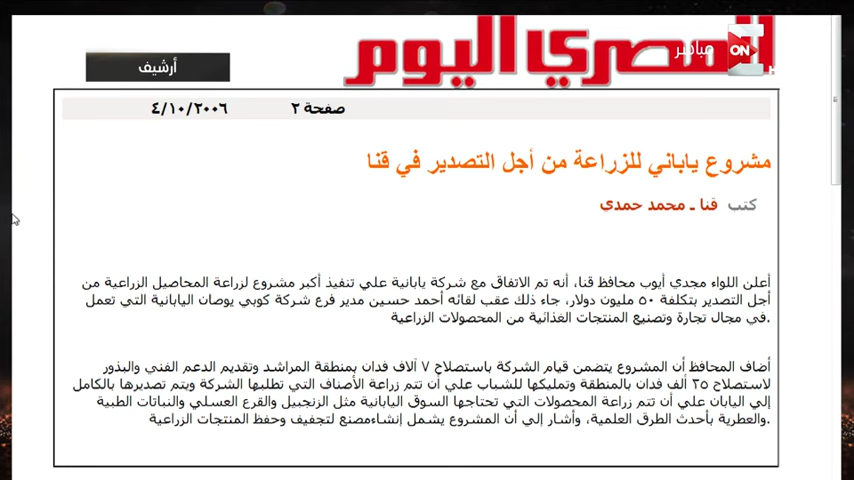 المصري اليوم
مباشر
ON
أرشيف
صفحة ٢ ٤/١٠/٢٠٠٦
مشروع ياباني للزراعة من أجل التصدير في قنا
كتب قنا ـ محمد حمدي
أعلن اللواء مجدي أيوب محافظ قنا، أنه تم الاتفاق مع شركة يابانية علي تنفيذ أكبر مشروع لزراعة المحاصيل الزراعية من
أجل التصدير بتكلفة ٥٠ مليون دولار، جاء ذلك عقب لقائه أحمد حسين مدير فرع شركة كوبي يوصان اليابانية التي تعمل
.في مجال تجارة وتصنيع المنتجات الغذائية من المحصولات الزراعية
أضاف المحافظ أن المشروع يتضمن قيام الشركة باستصلاح ٧ آلاف فدان بمنطقة المراشد وتقديم الدعم الفني والبذور
لاستصلاح ٢٥ ألف فدان بالمنطقة وتمليكها للشباب علي أن تتم زراعة الأصناف التي تطلبها الشركة ويتم تصديرها بالكامل
إلي اليابان علي أن تتم زراعة المحصولات التي تحتاجها السوق اليابانية مثل الزنجبيل والقرع العسلي والنباتات الطبية
.والعطرية بأحدث الطرق العلمية، وأشار إلي أن المشروع يشمل إنشاءمصنع لتجفيف وحفظ المنتجات الزراعية